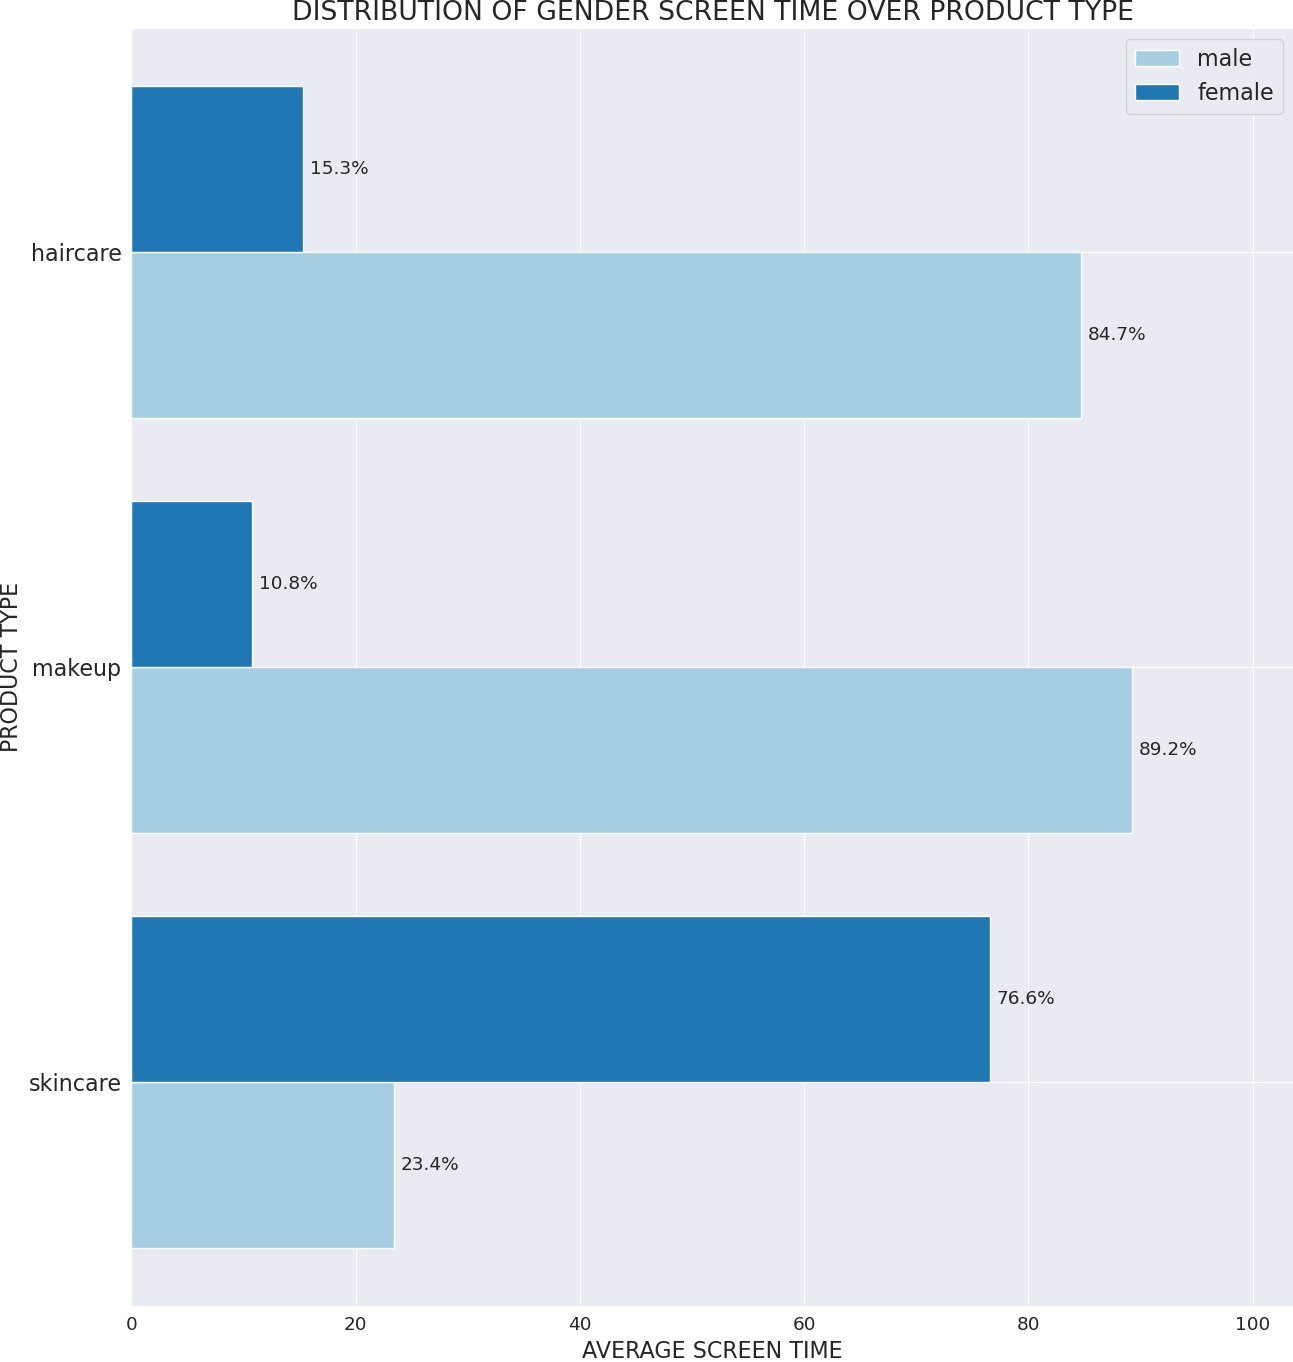 DISTRIBUTION OF GENDER SCREEN TIME OVER PRODUCT TYPE
male
female
15.3%
haircare
84.7%
10.8%
makeup
89.2%
PRODUCT TYPE
76.6%
skincare
23.4%
0 20 40 60 80 100
AVERAGE SCREEN TIME